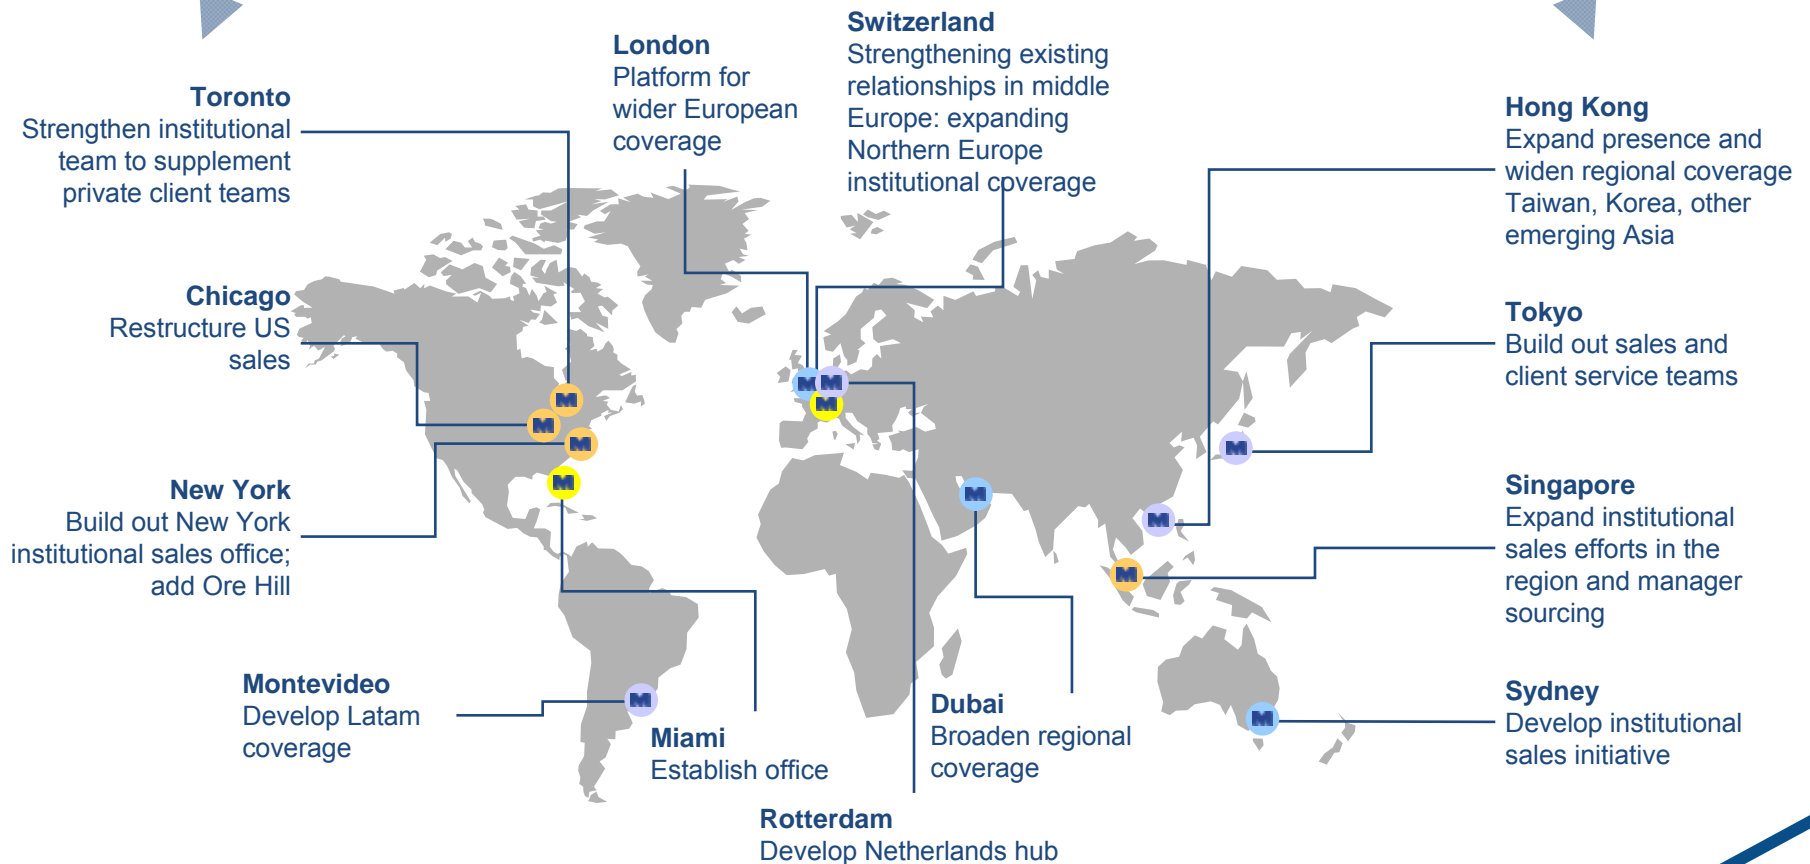 Switzerland
Strengthening existing
relationships in middle
Europe: expanding
Northern Europe
institutional coverage
London
Platform for
wider European
coverage
Toronto
Strengthen institutional
team to supplement
private client teams
Hong Kong
Expand presence and
widen regional coverage
Taiwan, Korea, other
emerging Asia
Chicago
Restructure US
sales
Tokyo
Build out sales and
client service teams
New York
Build out New York
institutional sales office;
add Ore Hill
Singapore
Expand institutional
sales efforts in the
region and manager
sourcing
Montevideo
Develop Latam
coverage
Miami
Establish office
Dubai
Broaden regional
coverage
Sydney
Develop institutional
sales initiative
Rotterdam
Develop Netherlands hub
M
M
M
M
M
M
M
M
M
M
M
M
M